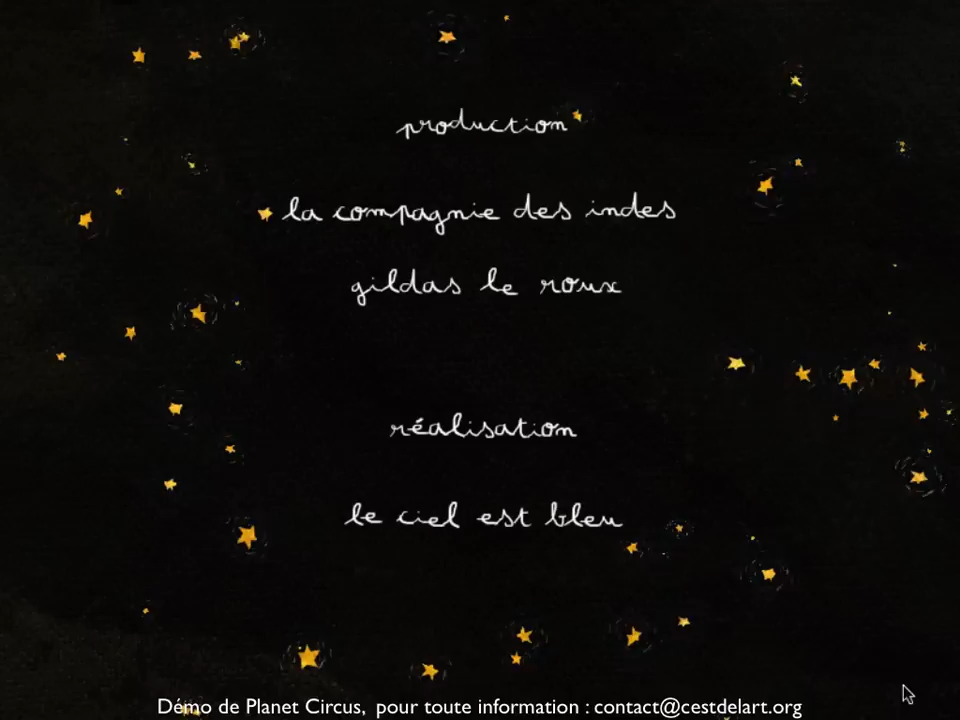 production
la compagnie des indes
gildas le roux
réalisation
le ciel est bleu
Démo de Planet Circus, pour toute information : contact@cestdelart.org